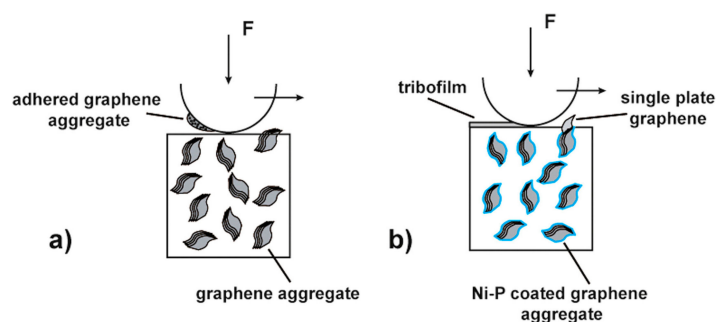 F
adhered graphene
aggregate
a)
graphene aggregate
F
tribofilm
single plate
graphene
b)
Ni-P coated graphene
aggregate